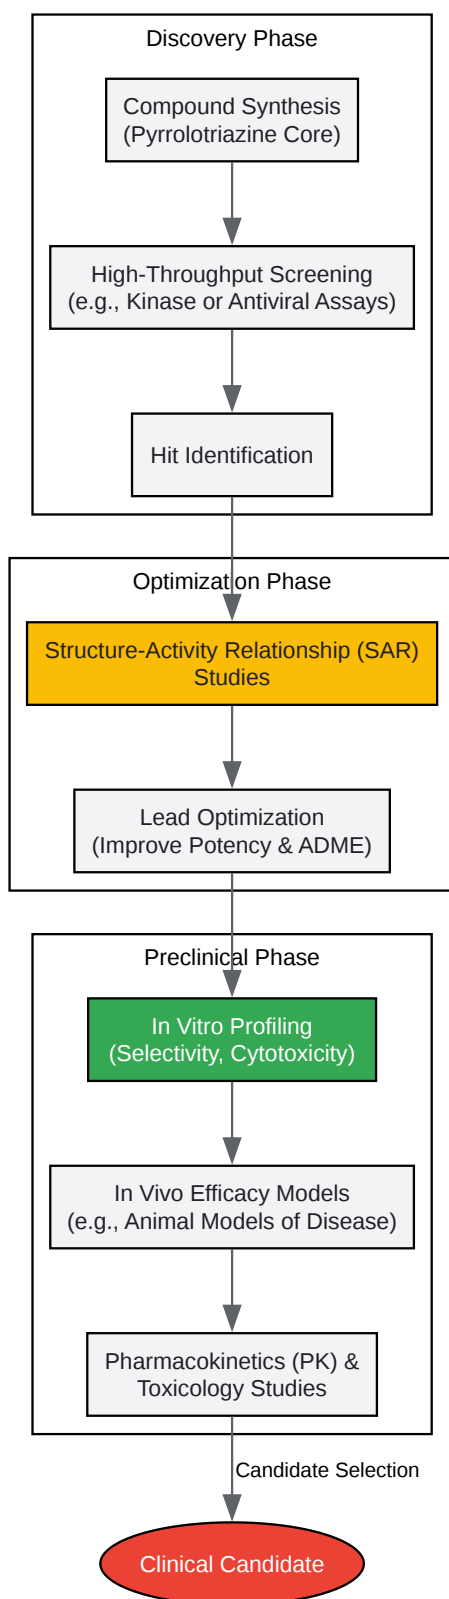 Discovery Phase
Compound Synthesis
(Pyrrolotriazine Core)
High-Throughput Screening
(e.g., Kinase or Antiviral Assays)
Hit Identification
Optimization Phase
Structure-Activity Relationship (SAR)
Studies
Lead Optimization
(Improve Potency & ADME)
Preclinical Phase
In Vitro Profiling
(Selectivity, Cytotoxicity)
In Vivo Efficacy Models
(e.g., Animal Models of Disease)
Pharmacokinetics (PK) &
Toxicology Studies
Candidate Selection
Clinical Candidate